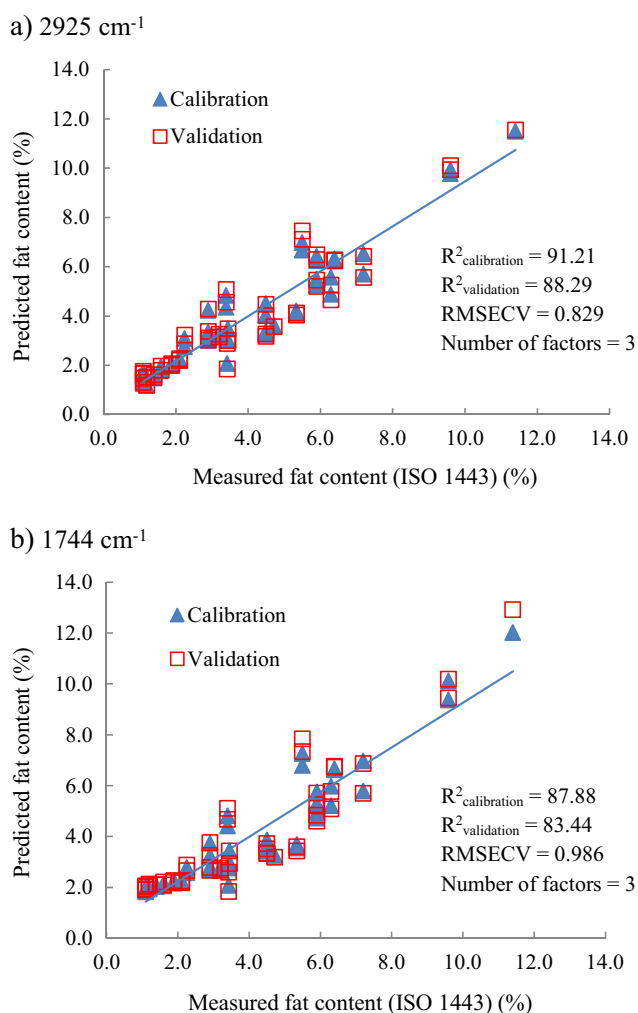 a) 2925 cm⁻¹
14.0
12.0
10.0
8.0
6.0
4.0
2.0
0.0
Predicted fat content (%)
Calibration
Validation
R²calibration = 91.21
R²validation = 88.29
RMSECV = 0.829
Number of factors = 3
0.0 2.0 4.0 6.0 8.0 10.0 12.0 14.0
Measured fat content (ISO 1443) (%)
b) 1744 cm⁻¹
14.0
12.0
10.0
8.0
6.0
4.0
2.0
0.0
Predicted fat content (%)
Calibration
Validation
R²calibration = 87.88
R²validation = 83.44
RMSECV = 0.986
Number of factors = 3
0.0 2.0 4.0 6.0 8.0 10.0 12.0 14.0
Measured fat content (ISO 1443) (%)